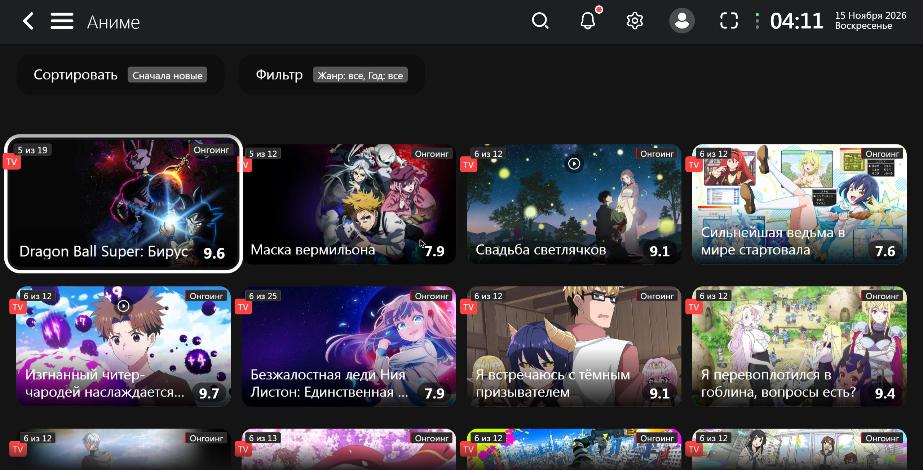 Аниме
04:11
15 Ноября 2026
Воскресенье
Сортировать Сначала новые
Фильтр Жанр: все, Год: все
5 из 19 Онгоинг
TV
Dragon Ball Super: Бирус 9.6
5 из 12 Онгоинг
TV
Маска вермильона 7.9
6 из 12 Онгоинг
TV
Свадьба светлячков 9.1
6 из 12 Онгоинг
TV
Сильнейшая ведьма в
мире стартовала 7.6
6 из 12 Онгоинг
TV
Изгнанный читер-
чародей наслаждается... 9.7
6 из 25 Онгоинг
TV
Безжалостная леди Ния
Листон: Единственная ... 7.9
6 из 12 Онгоинг
TV
Я встречаюсь с тёмным
призывателем 9.1
6 из 12 Онгоинг
TV
Я перевоплотился в
гоблина, вопросы есть? 9.4
6 из 12 Онгоинг
TV
6 из 13 Онгоинг
TV
6 из 12 Онгоинг
TV
6 из 12 Онгоинг
TV